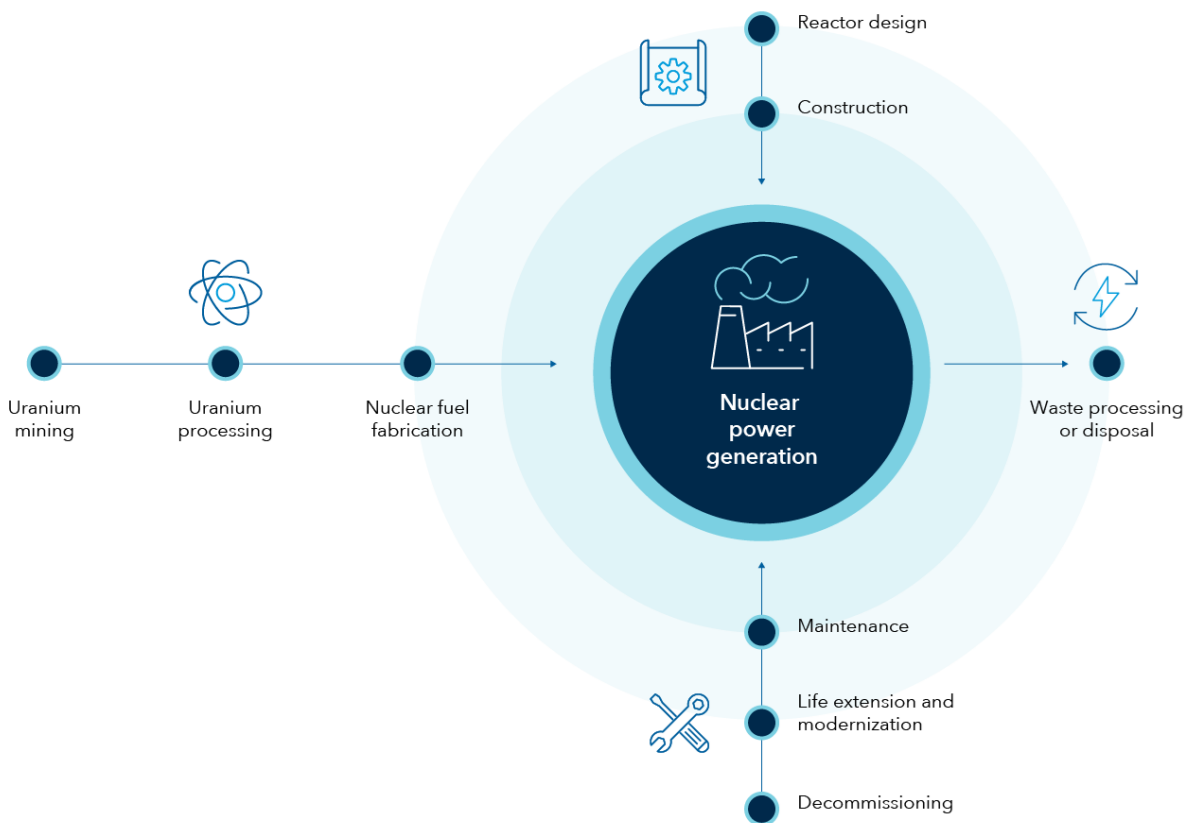 Reactor design
Construction
Uranium
mining
Uranium
processing
Nuclear fuel
fabrication
Nuclear
power
generation
Waste processing
or disposal
Maintenance
Life extension and
modernization
Decommissioning